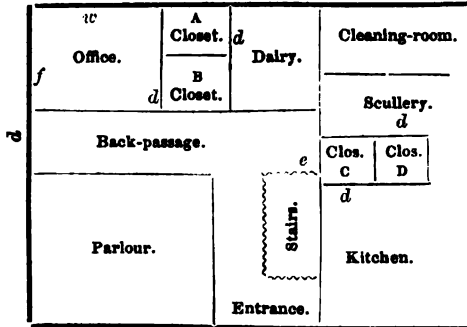 w
A
Closet.
d
Cleaning-room.
Office.
Dairy.
f
B
Closet.
d
Scullery.
d
d
Back-passage.
Clos.
C
Clos.
D
e
d
Stairs.
Parlour.
Kitchen.
Entrance.